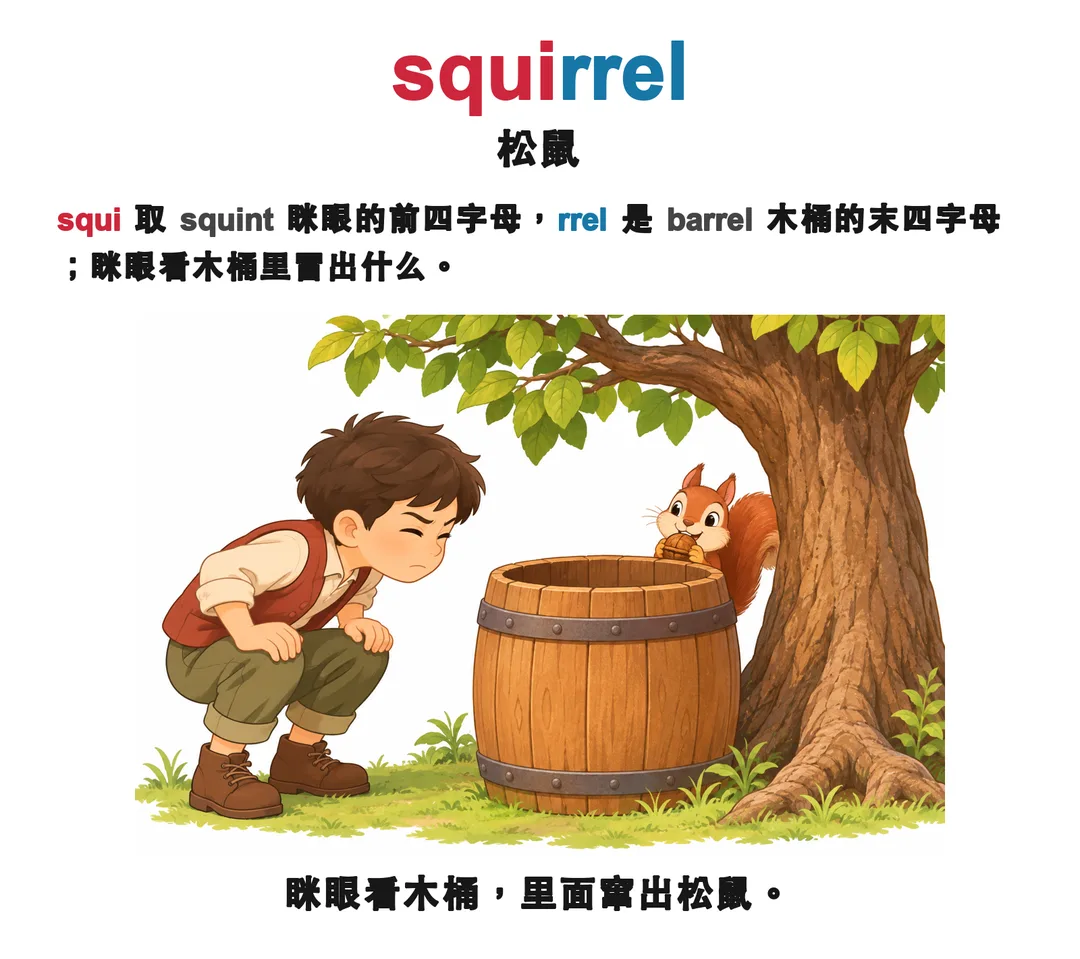 squirrel
松鼠
squi 取 squint 眯眼的前四字母，rrel 是 barrel 木桶的末四字母
；眯眼看木桶里冒出什么。
眯眼看木桶，里面窜出松鼠。